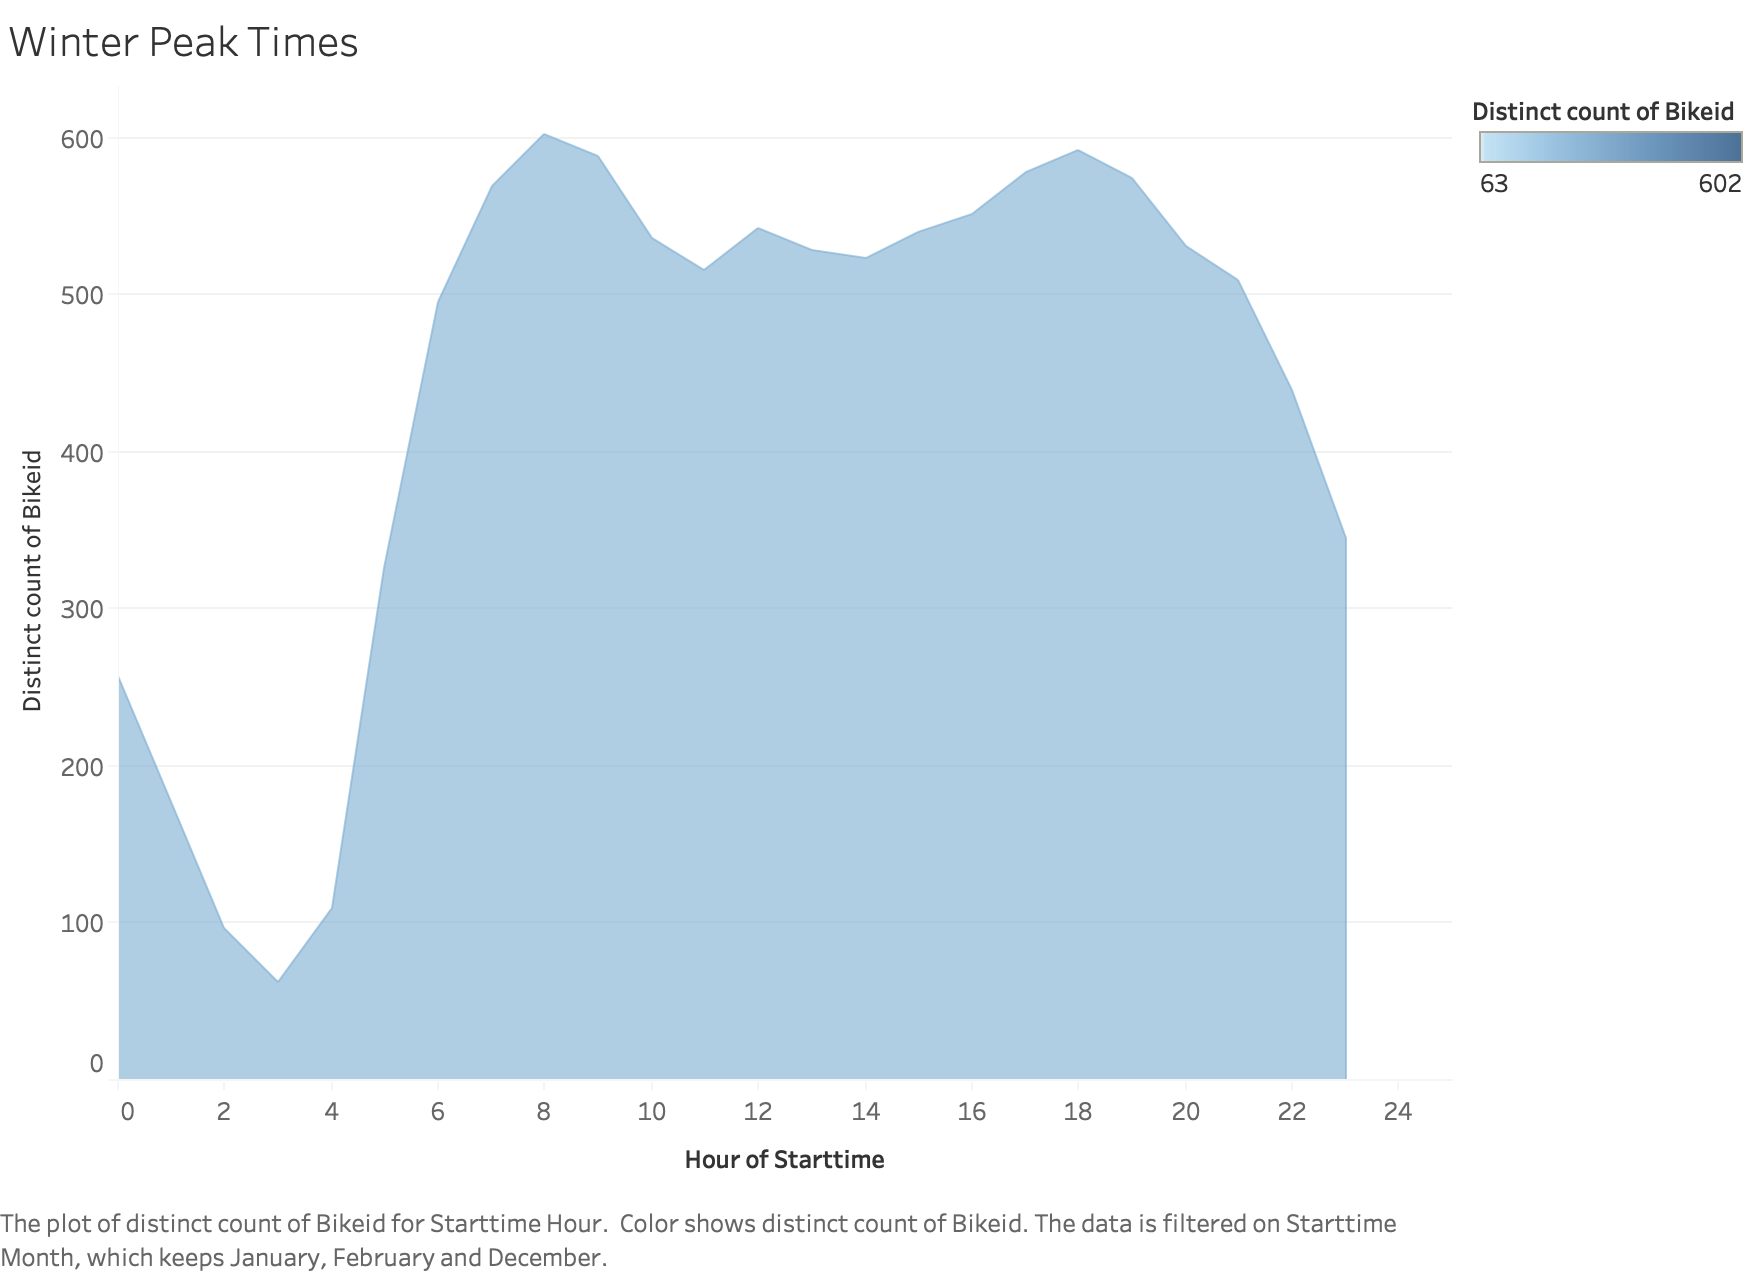 Winter Peak Times
Distinct count of Bikeid
63 602
600
500
400
300
200
100
0
Distinct count of Bikeid
0 2 4 6 8 10 12 14 16 18 20 22 24
Hour of Starttime
The plot of distinct count of Bikeid for Starttime Hour.  Color shows distinct count of Bikeid. The data is filtered on Starttime
Month, which keeps January, February and December.